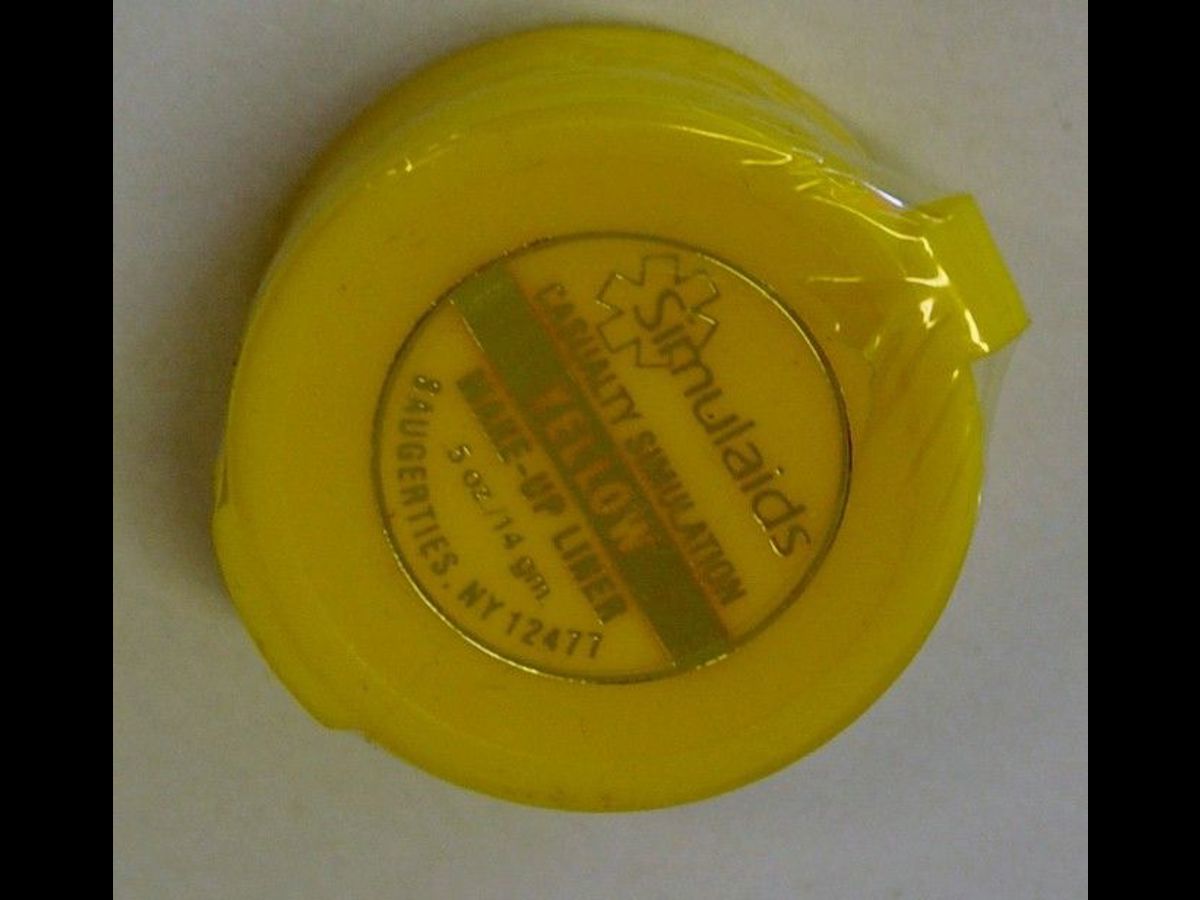 Simulaids
CASUALTY SIMULATION
YELLOW
MAKE-UP LINER
5 oz/14 gm.
SAUGERTIES, NY 12477